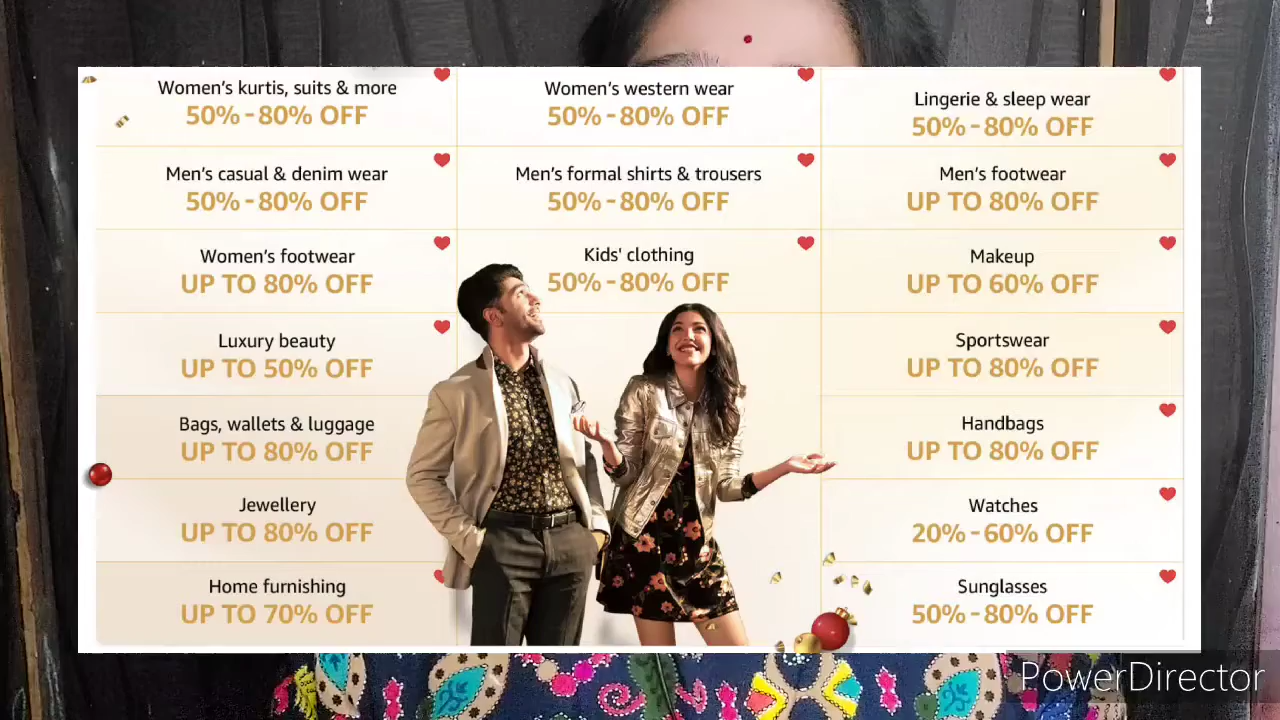 Women's kurtis, suits & more
50%-80% OFF
Women's western wear
50%-80% OFF
Lingerie & sleep wear
50%-80% OFF
Men's casual & denim wear
50%-80% OFF
Men's formal shirts & trousers
50%-80% OFF
Men's footwear
UP TO 80% OFF
Women's footwear
UP TO 80% OFF
Kids' clothing
50%-80% OFF
Makeup
UP TO 60% OFF
Luxury beauty
UP TO 50% OFF
Sportswear
UP TO 80% OFF
Bags, wallets & luggage
UP TO 80% OFF
Handbags
UP TO 80% OFF
Jewellery
UP TO 80% OFF
Watches
20%-60% OFF
Home furnishing
UP TO 70% OFF
Sunglasses
50%-80% OFF
PowerDirector